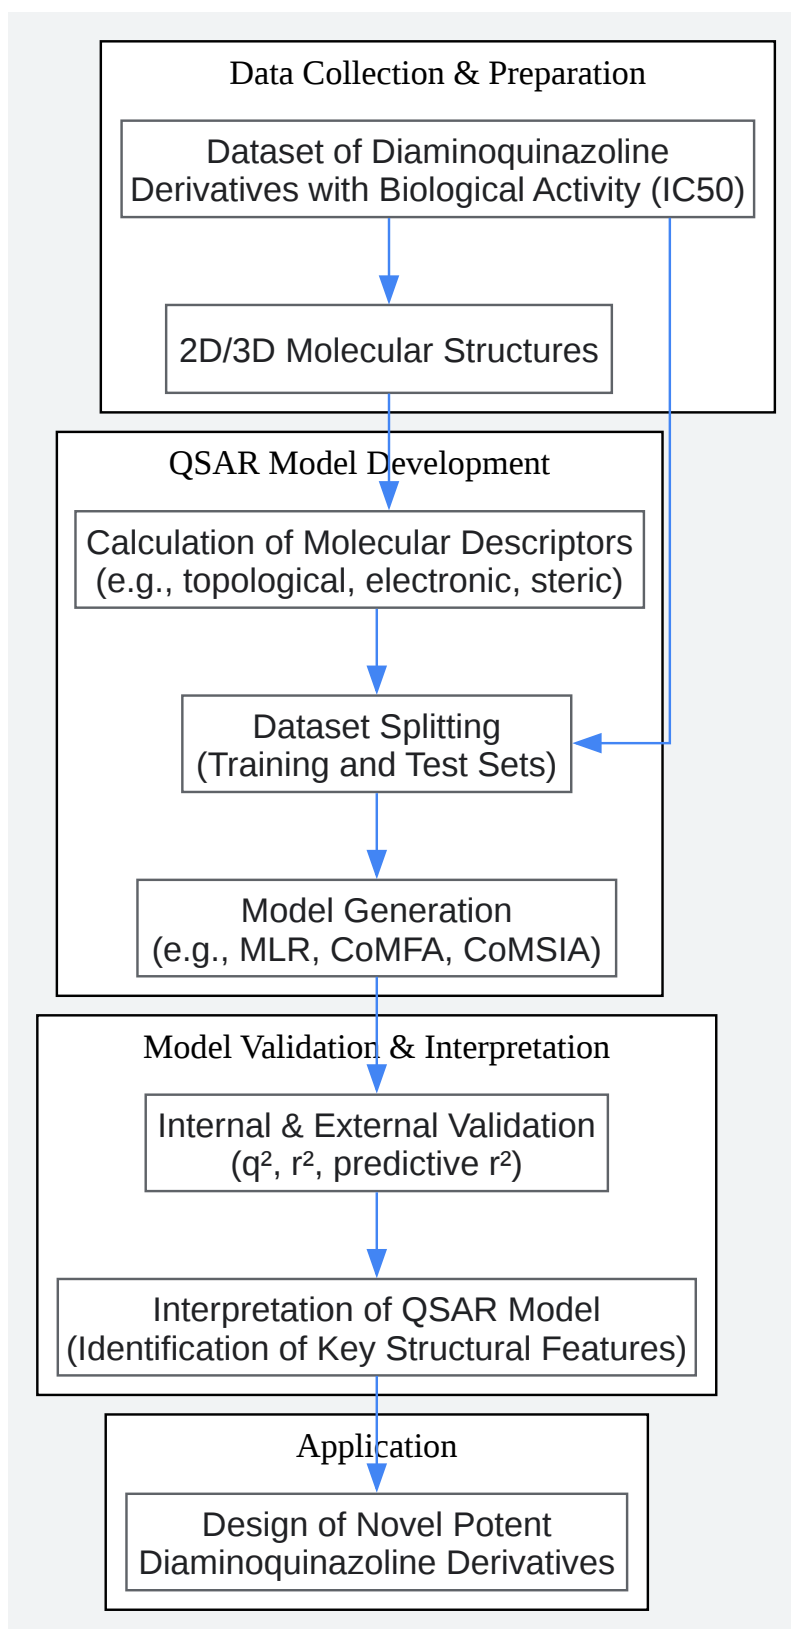 Data Collection & Preparation
Dataset of Diaminoquinazoline
Derivatives with Biological Activity (IC50)
2D/3D Molecular Structures
QSAR Model Development
Calculation of Molecular Descriptors
(e.g., topological, electronic, steric)
Dataset Splitting
(Training and Test Sets)
Model Generation
(e.g., MLR, CoMFA, CoMSIA)
Model Validation & Interpretation
Internal & External Validation
(q², r², predictive r²)
Interpretation of QSAR Model
(Identification of Key Structural Features)
Application
Design of Novel Potent
Diaminoquinazoline Derivatives